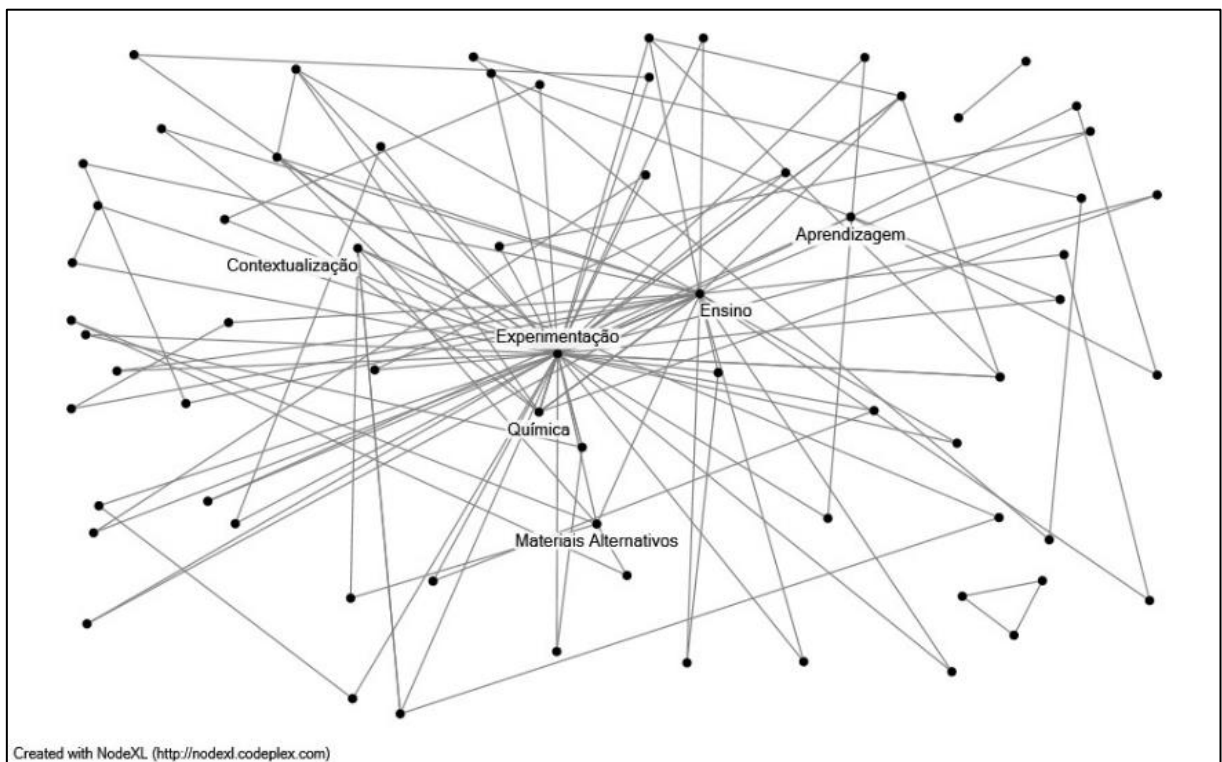 Aprendizagem
Contextualização
Ensino
Experimentação
Química
Materiais Alternativos
Created with NodeXL (http://nodexl.codeplex.com)